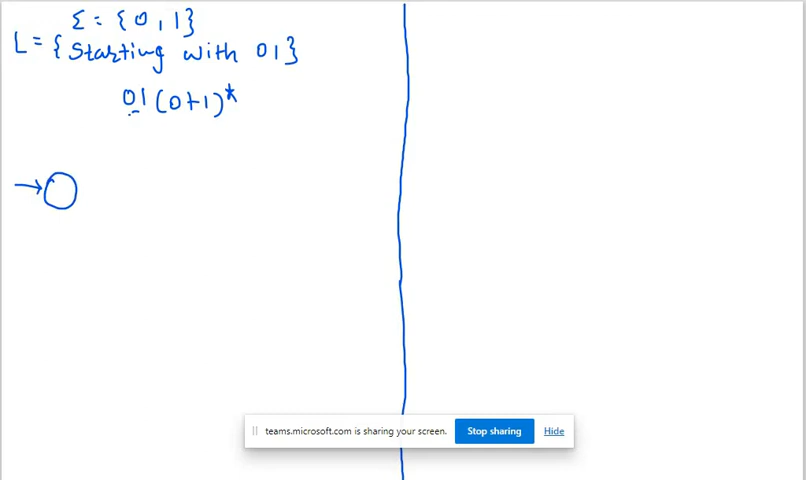 Σ = {0, 1}
L = {Starting with 01}
01(0+1)*
teams.microsoft.com is sharing your screen.
Stop sharing
Hide